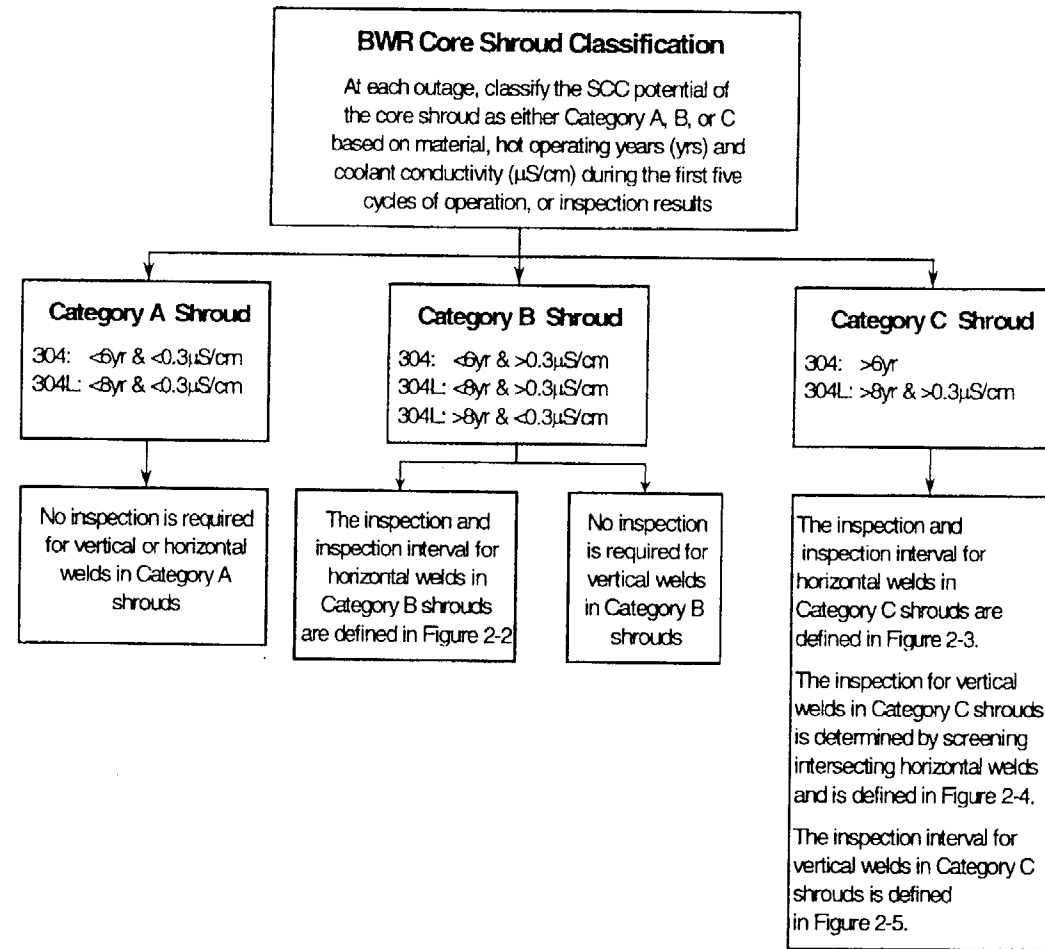 BWR Core Shroud Classification
At each outage, classify the SCC potential of
the core shroud as either Category A, B, or C
based on material, hot operating years (yrs) and
coolant conductivity (μS/cm) during the first five
cycles of operation, or inspection results
Category A Shroud
304: <6yr & <0.3μS/cm
304L: <8yr & <0.3μS/cm
Category B Shroud
304: <6yr & >0.3μS/cm
304L: <8yr & >0.3μS/cm
304L: >8yr & <0.3μS/cm
Category C Shroud
304: >6yr
304L: >8yr & >0.3μS/cm
No inspection is required
for vertical or horizontal
welds in Category A
shrouds
The inspection and
inspection interval for
horizontal welds in
Category B shrouds
are defined in Figure 2-2
No inspection
is required for
vertical welds
in Category B
shrouds
The inspection and
inspection interval for
horizontal welds in
Category C shrouds are
defined in Figure 2-3.
The inspection for vertical
welds in Category C shrouds
is determined by screening
intersecting horizontal welds
and is defined in Figure 2-4.
The inspection interval for
vertical welds in Category C
shrouds is defined
in Figure 2-5.